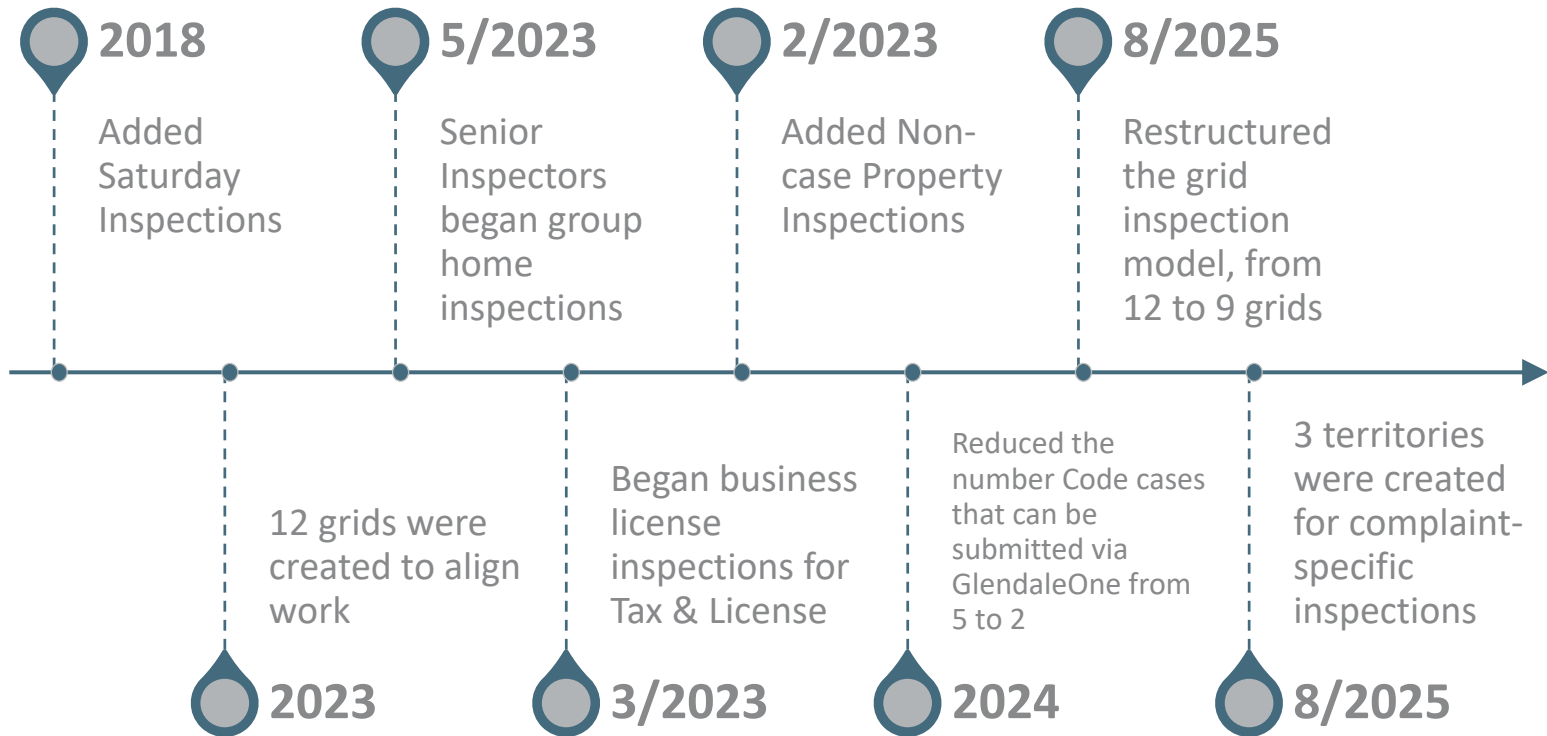 2018
Added
Saturday
Inspections
2023
12 grids were
created to align
work
5/2023
Senior
Inspectors
began group
home
inspections
3/2023
Began business
license
inspections for
Tax & License
2/2023
Added Non-
case Property
Inspections
2024
Reduced the
number Code cases
that can be
submitted via
GlendaleOne from
5 to 2
8/2025
Restructured
the grid
inspection
model, from
12 to 9 grids
8/2025
3 territories
were created
for complaint-
specific
inspections